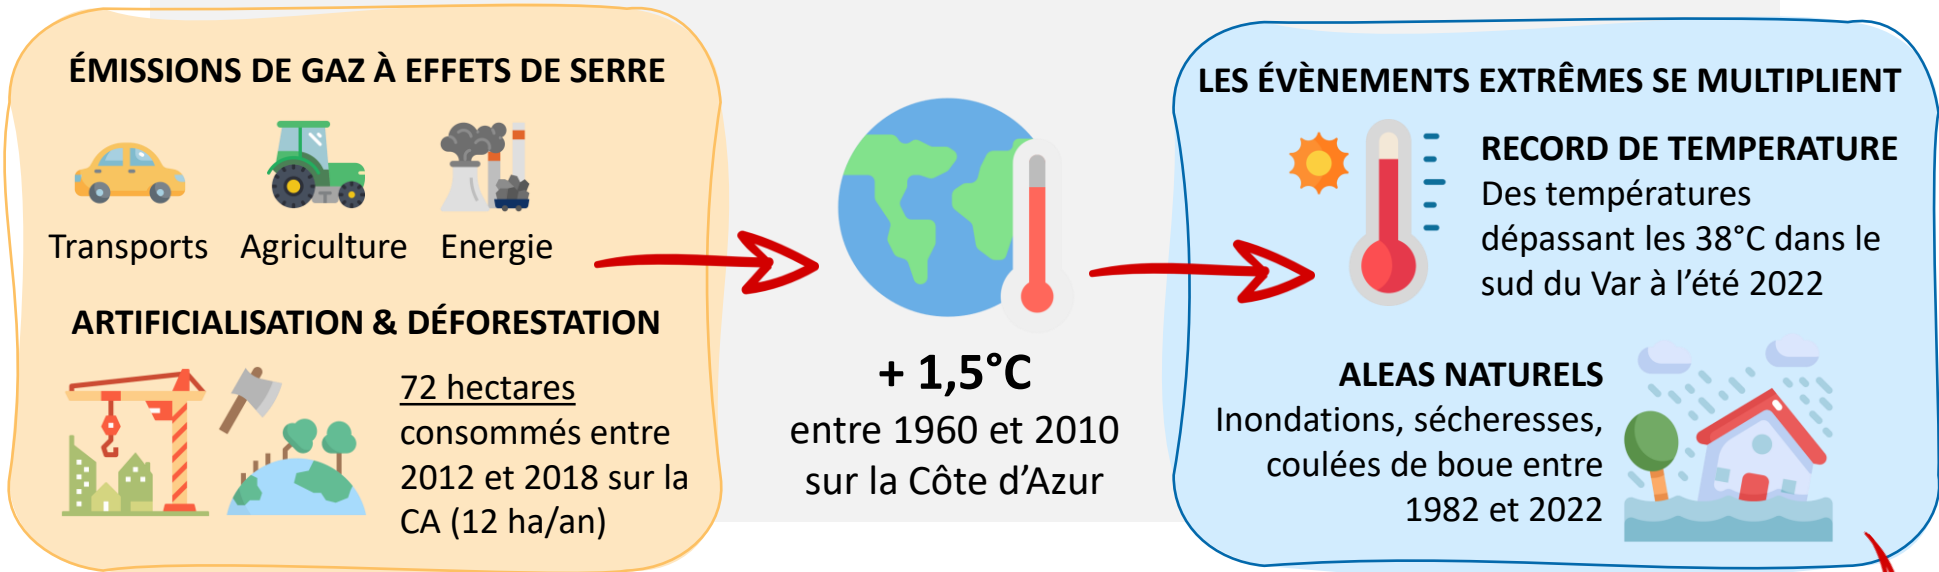 ÉMISSIONS DE GAZ À EFFETS DE SERRE
Transports Agriculture Energie
ARTIFICIALISATION & DÉFORESTATION
72 hectares
consommés entre
2012 et 2018 sur la
CA (12 ha/an)
+ 1,5°C
entre 1960 et 2010
sur la Côte d’Azur
LES ÉVÈNEMENTS EXTRÊMES SE MULTIPLIENT
RECORD DE TEMPERATURE
Des températures
dépassant les 38°C dans le
sud du Var à l’été 2022
ALEAS NATURELS
Inondations, sécheresses,
coulées de boue entre
1982 et 2022